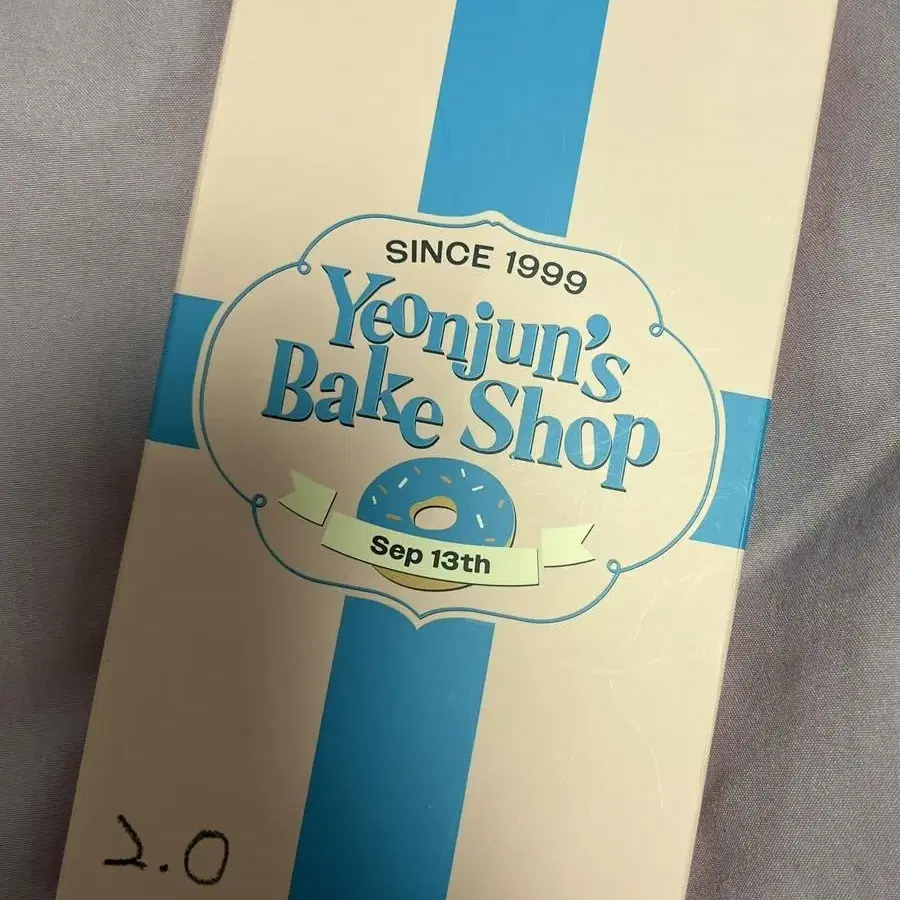 SINCE 1999
Yeonjun's
Bake Shop
Sep 13th
2.0